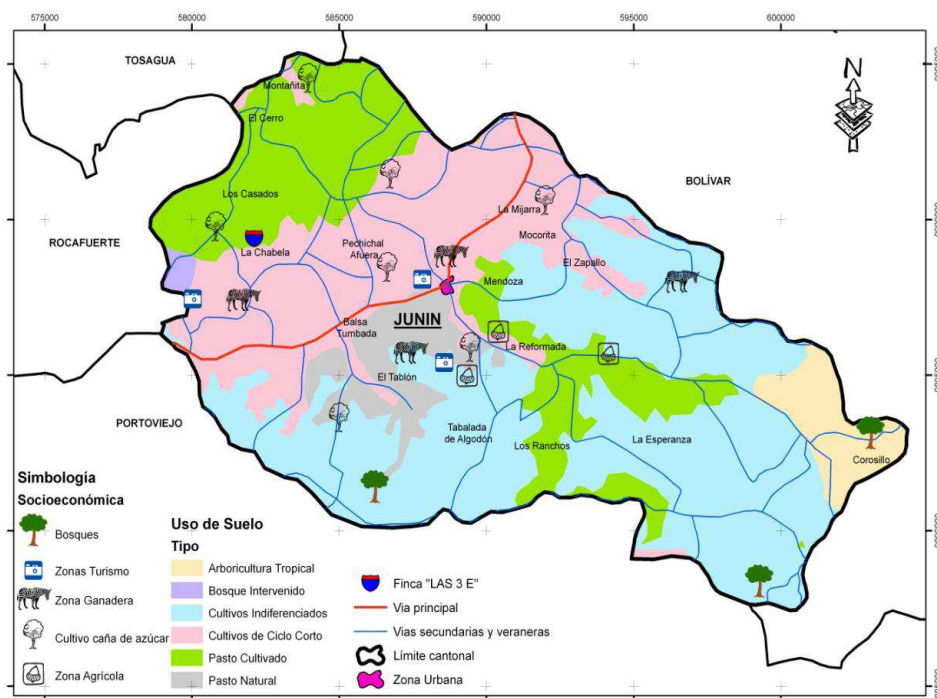 575000
580000
585000
590000
595000
600000
TOSAGUA
N
Montañita
El Cerro
BOLÍVAR
Los Casados
La Mijarra
ROCAFUERTE
Mocorita
La Chabela
Pechichal
Afuera
El Zapallo
Mendoza
Balsa
Tumbada
JUNIN
La Reformada
El Tablón
PORTOVIEJO
Tabalada
de Algodón
Los Ranchos
La Esperanza
Corosillo
Simbología
Socioeconómica
Bosques
Zonas Turismo
Zona Ganadera
Cultivo caña de azúcar
Zona Agrícola
Uso de Suelo
Tipo
Arboricultura Tropical
Bosque Intervenido
Cultivos Indiferenciados
Cultivos de Ciclo Corto
Pasto Cultivado
Pasto Natural
Finca "LAS 3 E"
Via principal
Vias secundarias y veraneras
Límite cantonal
Zona Urbana